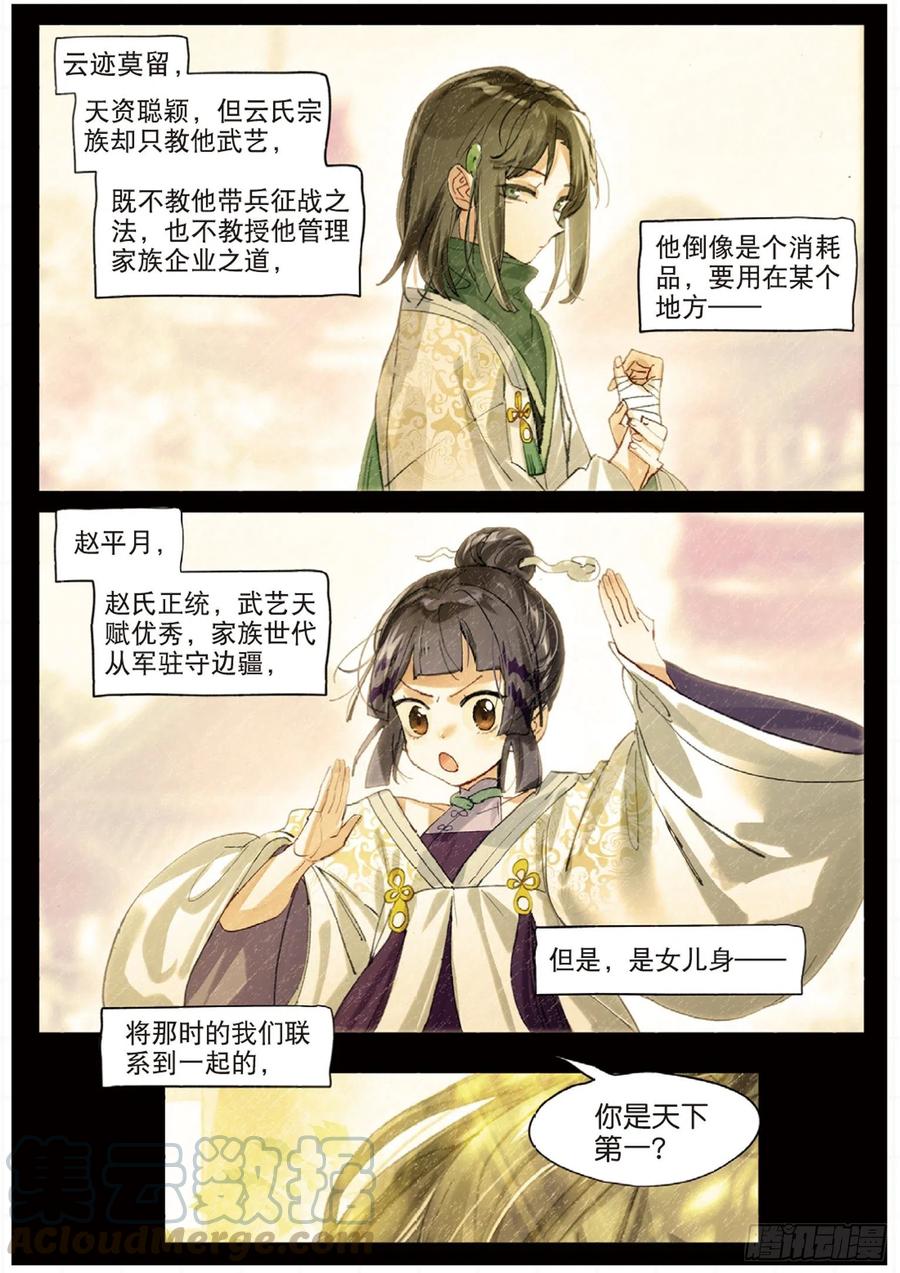 云迹莫留，
天资聪颖，但云氏宗
族却只教他武艺，
既不教他带兵征战之
法，也不教授他管理
家族企业之道，
他倒像是个消耗
品，要用在某个
地方——
赵平月，
赵氏正统，武艺天
赋优秀，家族世代
从军驻守边疆，
但是，是女儿身——
将那时的我们联
系到一起的，
你是天下
第一？
集云数据
ACloudMerge.com
腾讯动漫